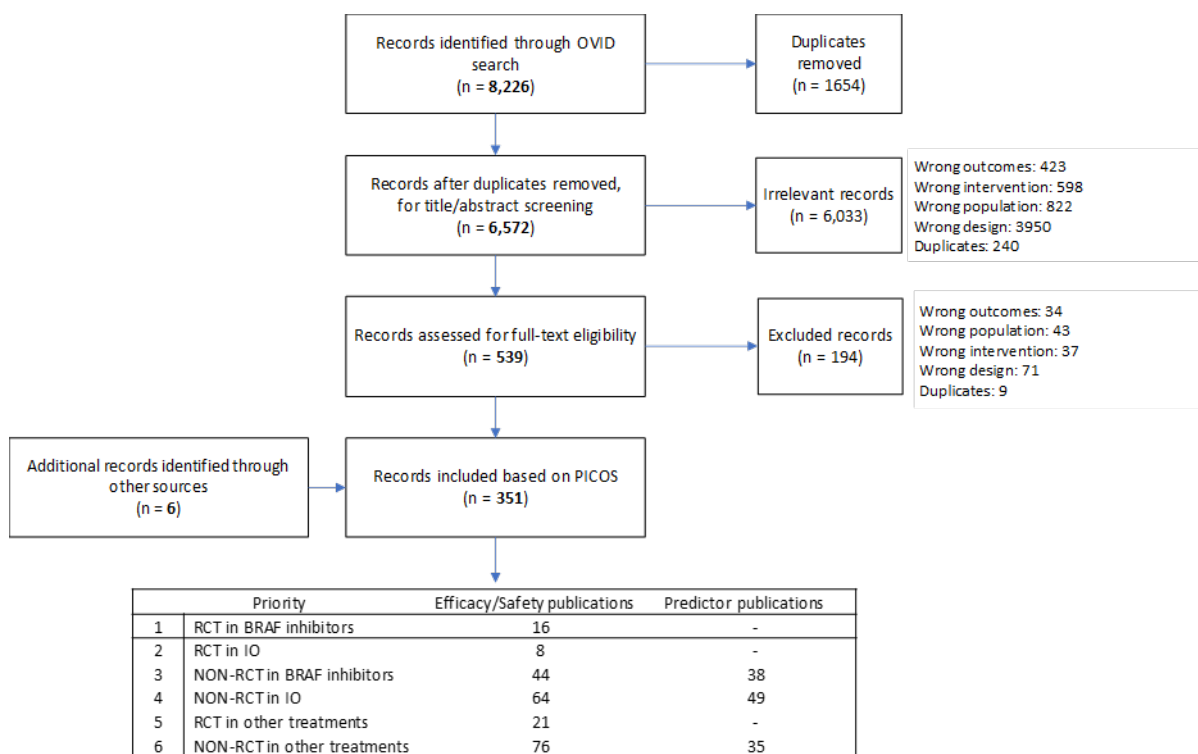 Records identified through OVID
search
(n = 8,226)
Duplicates
removed
(n = 1654)
Records after duplicates removed,
for title/abstract screening
(n = 6,572)
Irrelevant records
(n = 6,033)
Wrong outcomes: 423
Wrong intervention: 598
Wrong population: 822
Wrong design: 3950
Duplicates: 240
Records assessed for full-text eligibility
(n = 539)
Excluded records
(n = 194)
Wrong outcomes: 34
Wrong population: 43
Wrong intervention: 37
Wrong design: 71
Duplicates: 9
Additional records identified through
other sources
(n = 6)
Records included based on PICOS
(n = 351)
Priority Efficacy/Safety publications Predictor publications
1 RCT in BRAF inhibitors 16 -
2 RCT in IO 8 -
3 NON-RCT in BRAF inhibitors 44 38
4 NON-RCT in IO 64 49
5 RCT in other treatments 21 -
6 NON-RCT in other treatments 76 35